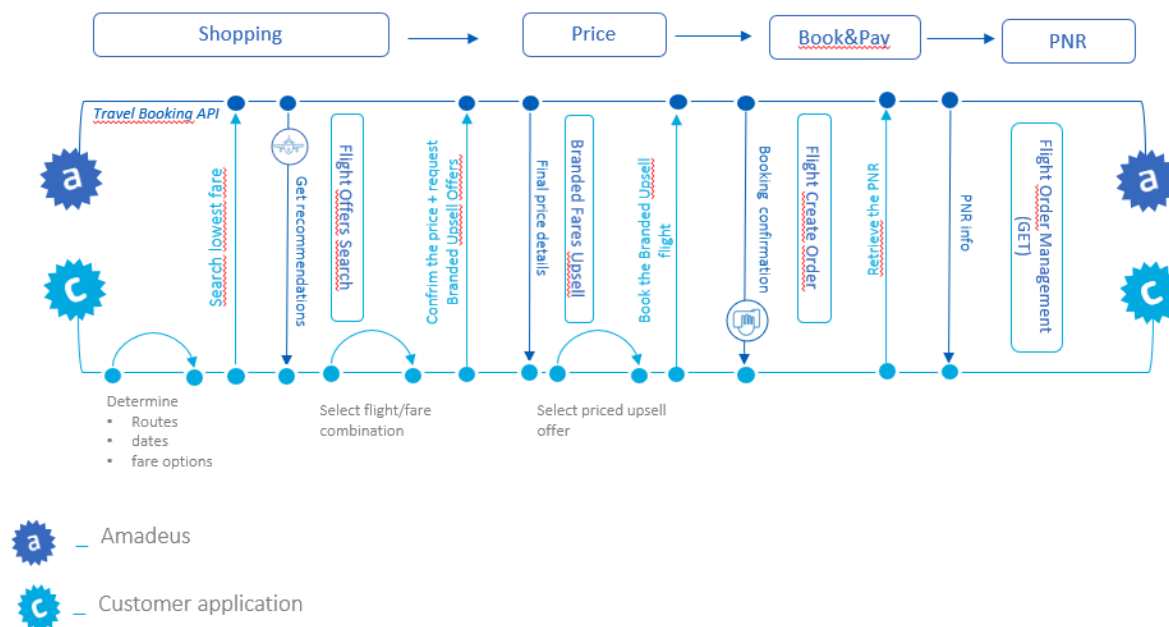 Shopping
Price
Book&Pay
PNR
Travel Booking API
a
a
c
c
Search lowest fare
Get recommendations
Flight Offers Search
Confrim the price + request
Branded Upsell Offers
Final price details
Branded Fares Upsell
Book the Branded Upsell
flight
Booking confirmation
Flight Create Order
Retrieve the PNR
PNR info
Flight Order Management
(GET)
Determine
• Routes
• dates
• fare options
Select flight/fare
combination
Select priced upsell
offer
a _ Amadeus
c _ Customer application